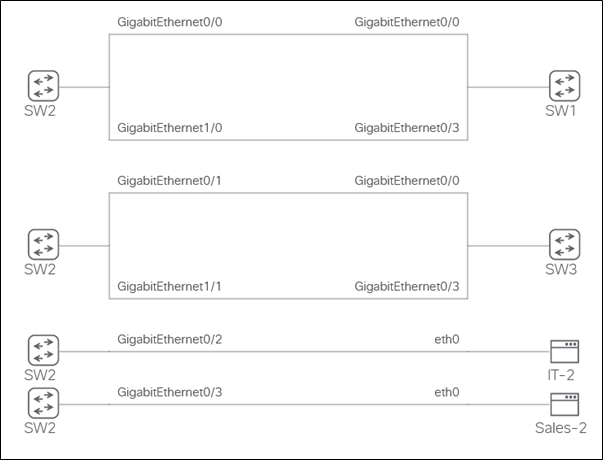 GigabitEthernet0/0 GigabitEthernet0/0
SW2 SW1
GigabitEthernet1/0 GigabitEthernet0/3
GigabitEthernet0/1 GigabitEthernet0/0
SW2 SW3
GigabitEthernet1/1 GigabitEthernet0/3
GigabitEthernet0/2 eth0
SW2 IT-2
GigabitEthernet0/3 eth0
SW2 Sales-2